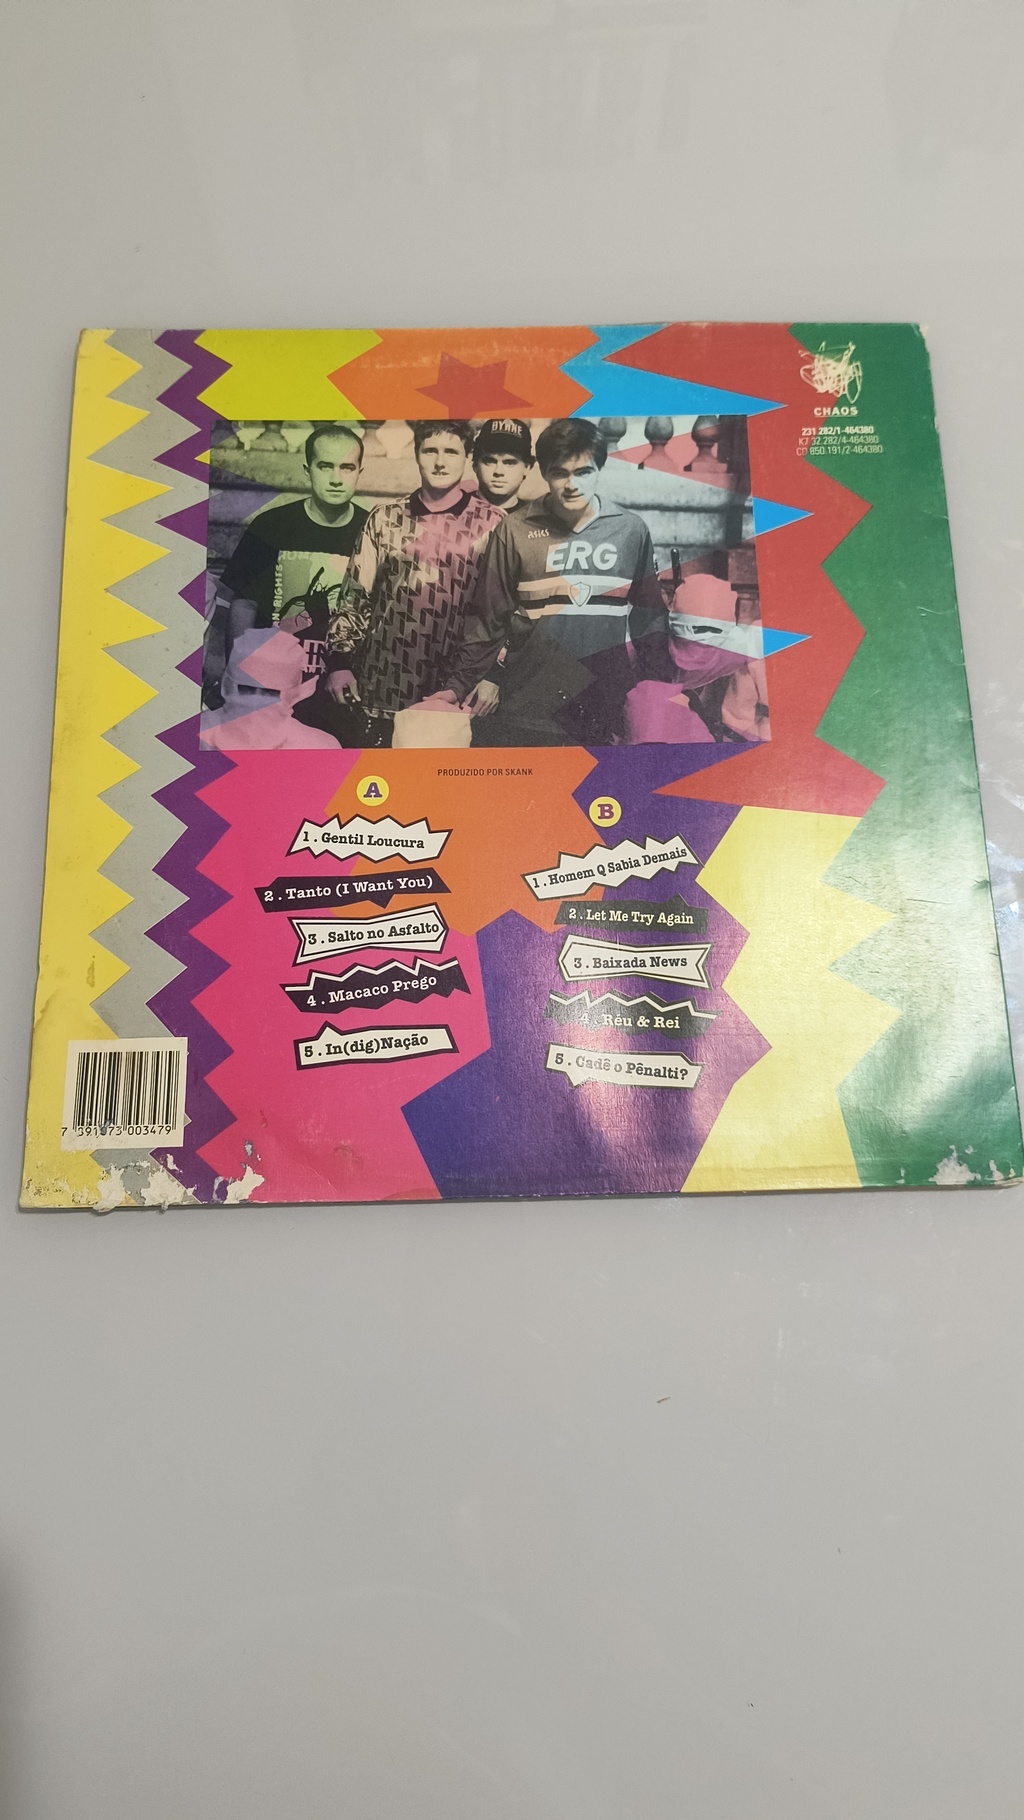 CHAOS
231 282/1-464380
K7 32.282/4-464380
CD 850.191/2-464380
BYRNE
asics
ERG
PRODUZIDO POR SKANK
A
1. Gentil Loucura
2. Tanto (I Want You)
3. Salto no Asfalto
4. Macaco Prego
5. In(dig)Nação
B
1. Homem Q Sabia Demais
2. Let Me Try Again
3. Baixada News
4. Réu & Rei
5. Cadê o Pênalti?